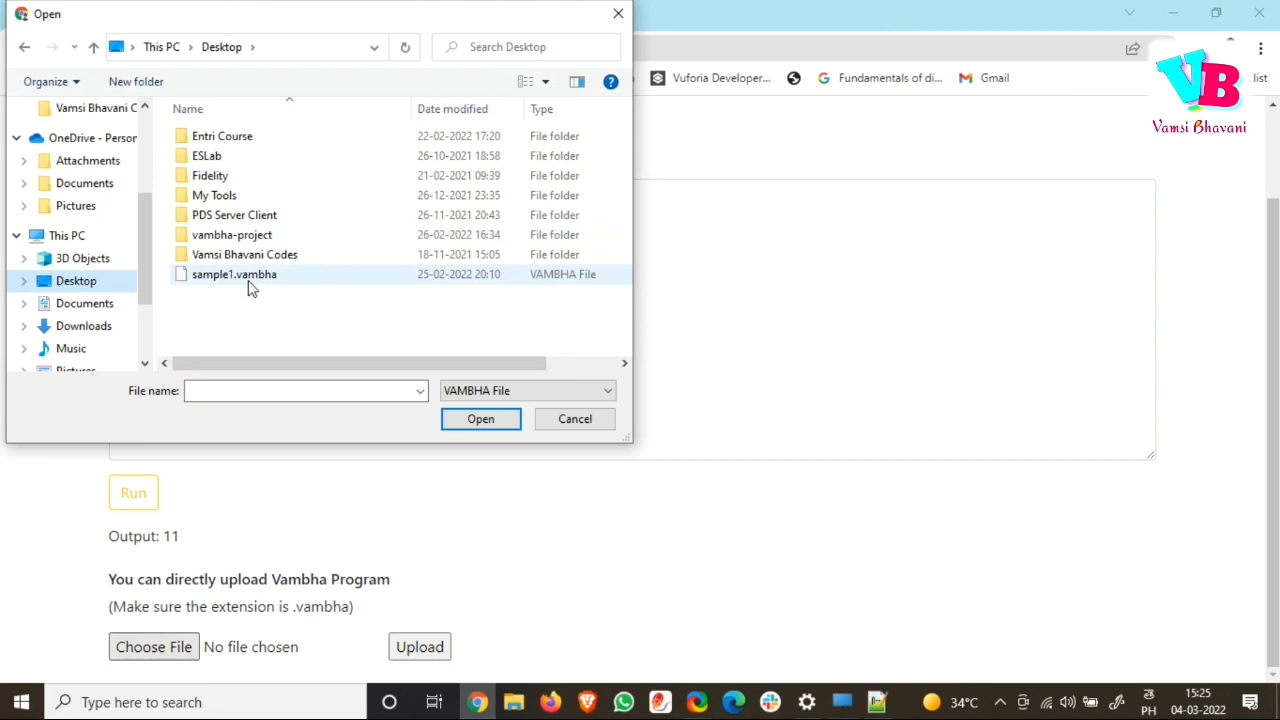 Open
This PC > Desktop >
Search Desktop
Organize
New folder
Vuforia Developer...
Fundamentals of di...
Gmail
list
VB
Vamsi Bhavani
Vamsi Bhavani C
OneDrive - Person
Attachments
Documents
Pictures
This PC
3D Objects
Desktop
Documents
Downloads
Music
Pictures
Name Date modified Type
Entri Course 22-02-2022 17:20 File folder
ESLab 26-10-2021 18:58 File folder
Fidelity 21-02-2021 09:39 File folder
My Tools 26-12-2021 23:35 File folder
PDS Server Client 26-11-2021 20:43 File folder
vambha-project 26-02-2022 16:34 File folder
Vamsi Bhavani Codes 18-11-2021 15:05 File folder
sample1.vambha 25-02-2022 20:10 VAMBHA File
File name:
VAMBHA File
Open
Cancel
Run
Output: 11
You can directly upload Vambha Program
(Make sure the extension is .vambha)
Choose File No file chosen
Upload
Type here to search
34°C
PH
15:25
04-03-2022